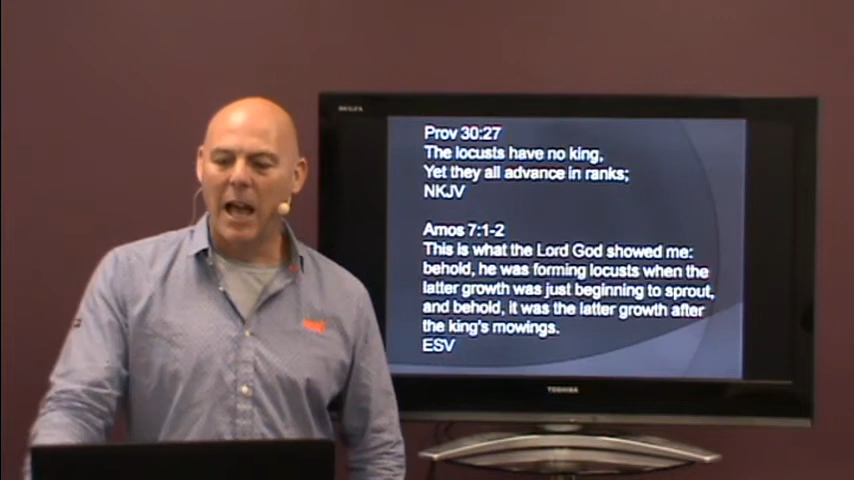 REGZA
Prov 30:27
The locusts have no king,
Yet they all advance in ranks;
NKJV
Amos 7:1-2
This is what the Lord God showed me:
behold, he was forming locusts when the
latter growth was just beginning to sprout,
and behold, it was the latter growth after
the king's mowings.
ESV
TOSHIBA